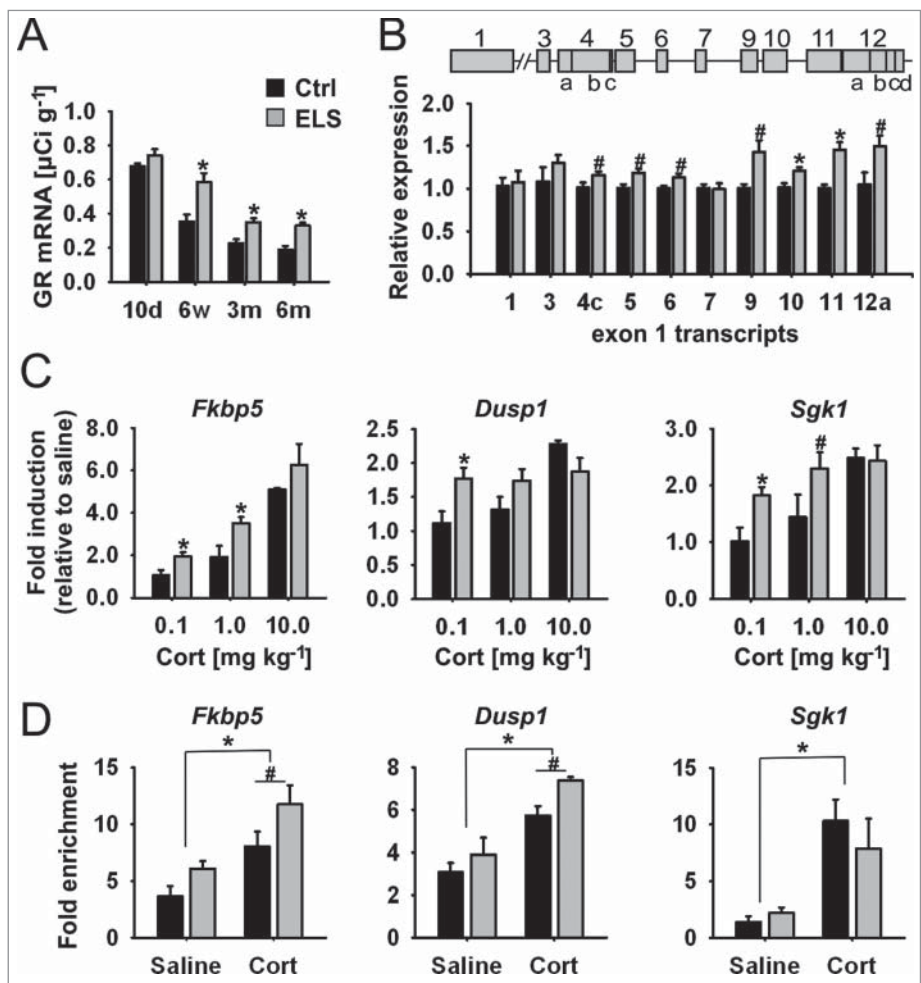 A
Ctrl
ELS
GR mRNA [µCi g-1]
1.0
0.8
0.6
0.4
0.2
0.0
* * *
10d 6w 3m 6m
B
1 // 3 4 5 6 7 9 10 11 12
a b c a b c d
Relative expression
2.0
1.5
1.0
0.5
0.0
# # # # * * #
1 3 4c 5 6 7 9 10 11 12a
exon 1 transcripts
C
Fold induction
(relative to saline)
Fkbp5
8.0
6.0
4.0
2.0
0.0
* *
0.1 1.0 10.0
Cort [mg kg-1]
Dusp1
2.5
2.0
1.5
1.0
0.5
0.0
*
0.1 1.0 10.0
Cort [mg kg-1]
Sgk1
3.0
2.0
1.0
0.0
* #
0.1 1.0 10.0
Cort [mg kg-1]
D
Fold enrichment
Fkbp5
15
10
5
0
*
#
Saline Cort
Dusp1
8
6
4
2
0
*
#
Saline Cort
Sgk1
15
10
5
0
*
Saline Cort